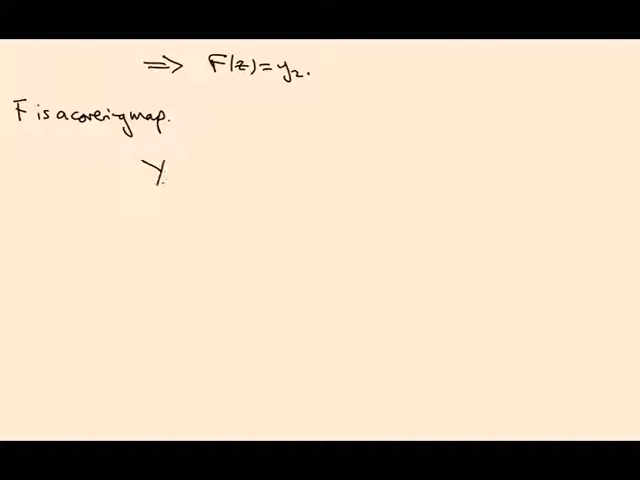 ⇒ F(z) = y₂.
F is a covering map.
Y